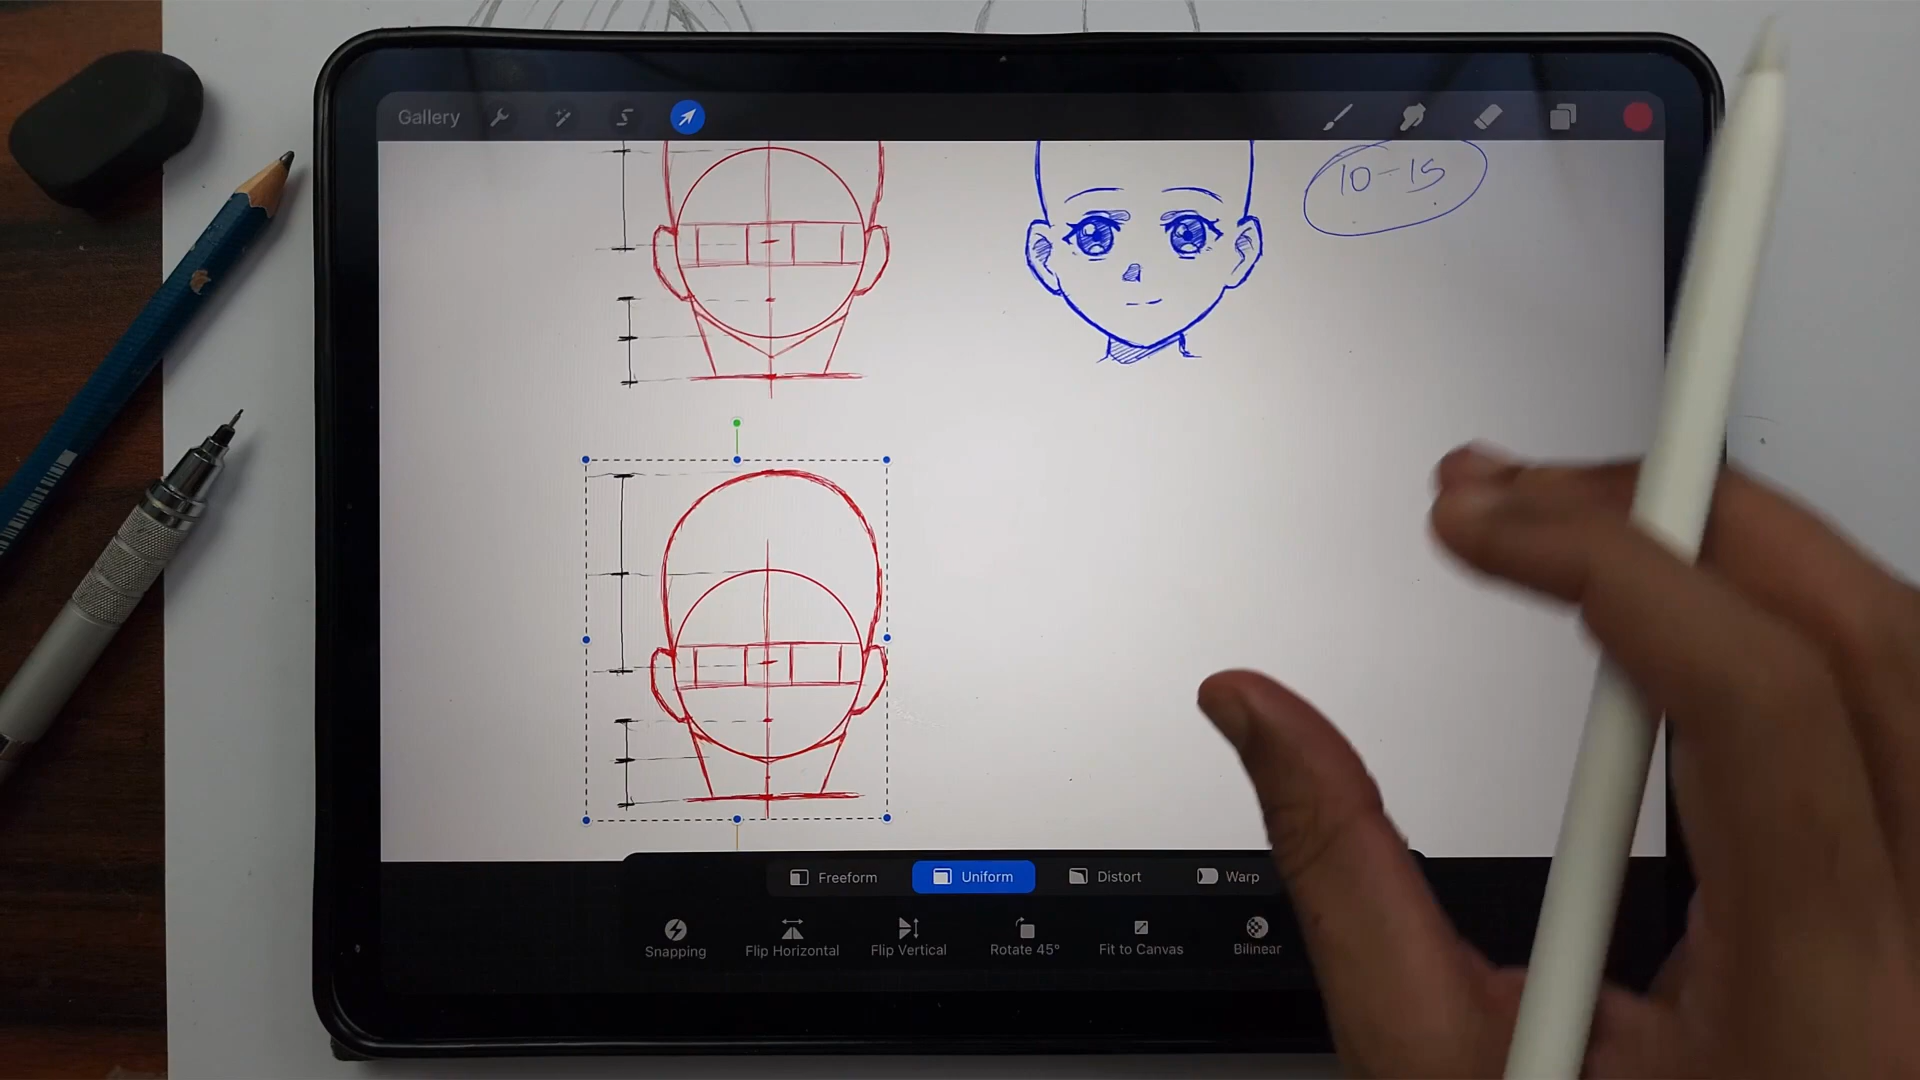 Gallery
10-15
Freeform Uniform Distort Warp
Snapping Flip Horizontal Flip Vertical Rotate 45° Fit to Canvas Bilinear